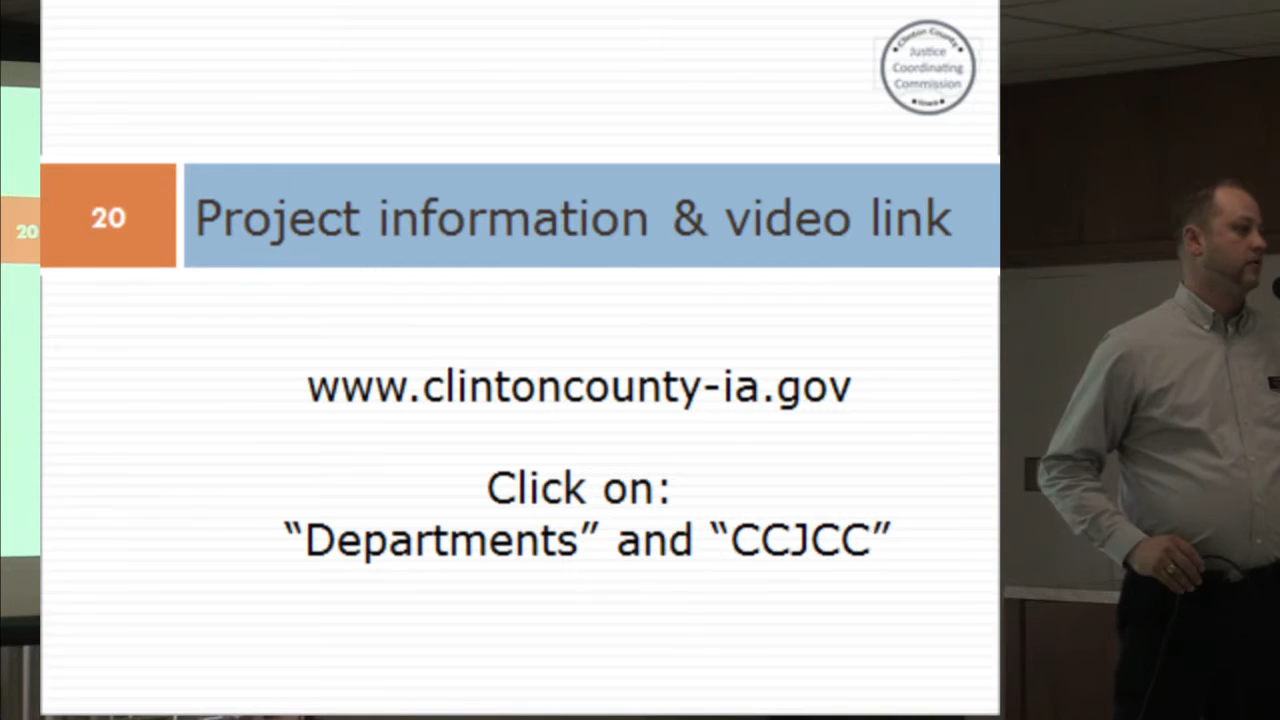 Clinton County
Justice
Coordinating
Commission
Iowa
20
Project information & video link
20
www.clintoncounty-ia.gov
Click on:
“Departments” and “CCJCC”